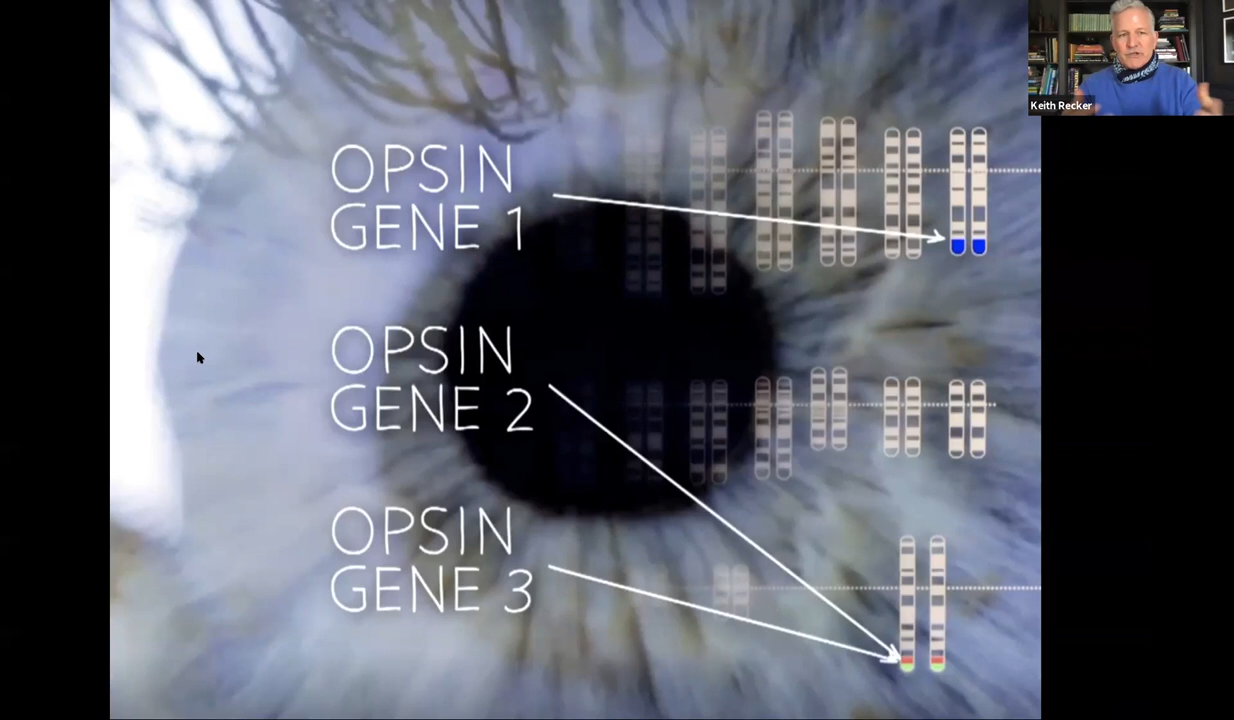 OPSIN
GENE 1
OPSIN
GENE 2
OPSIN
GENE 3
Keith Recker